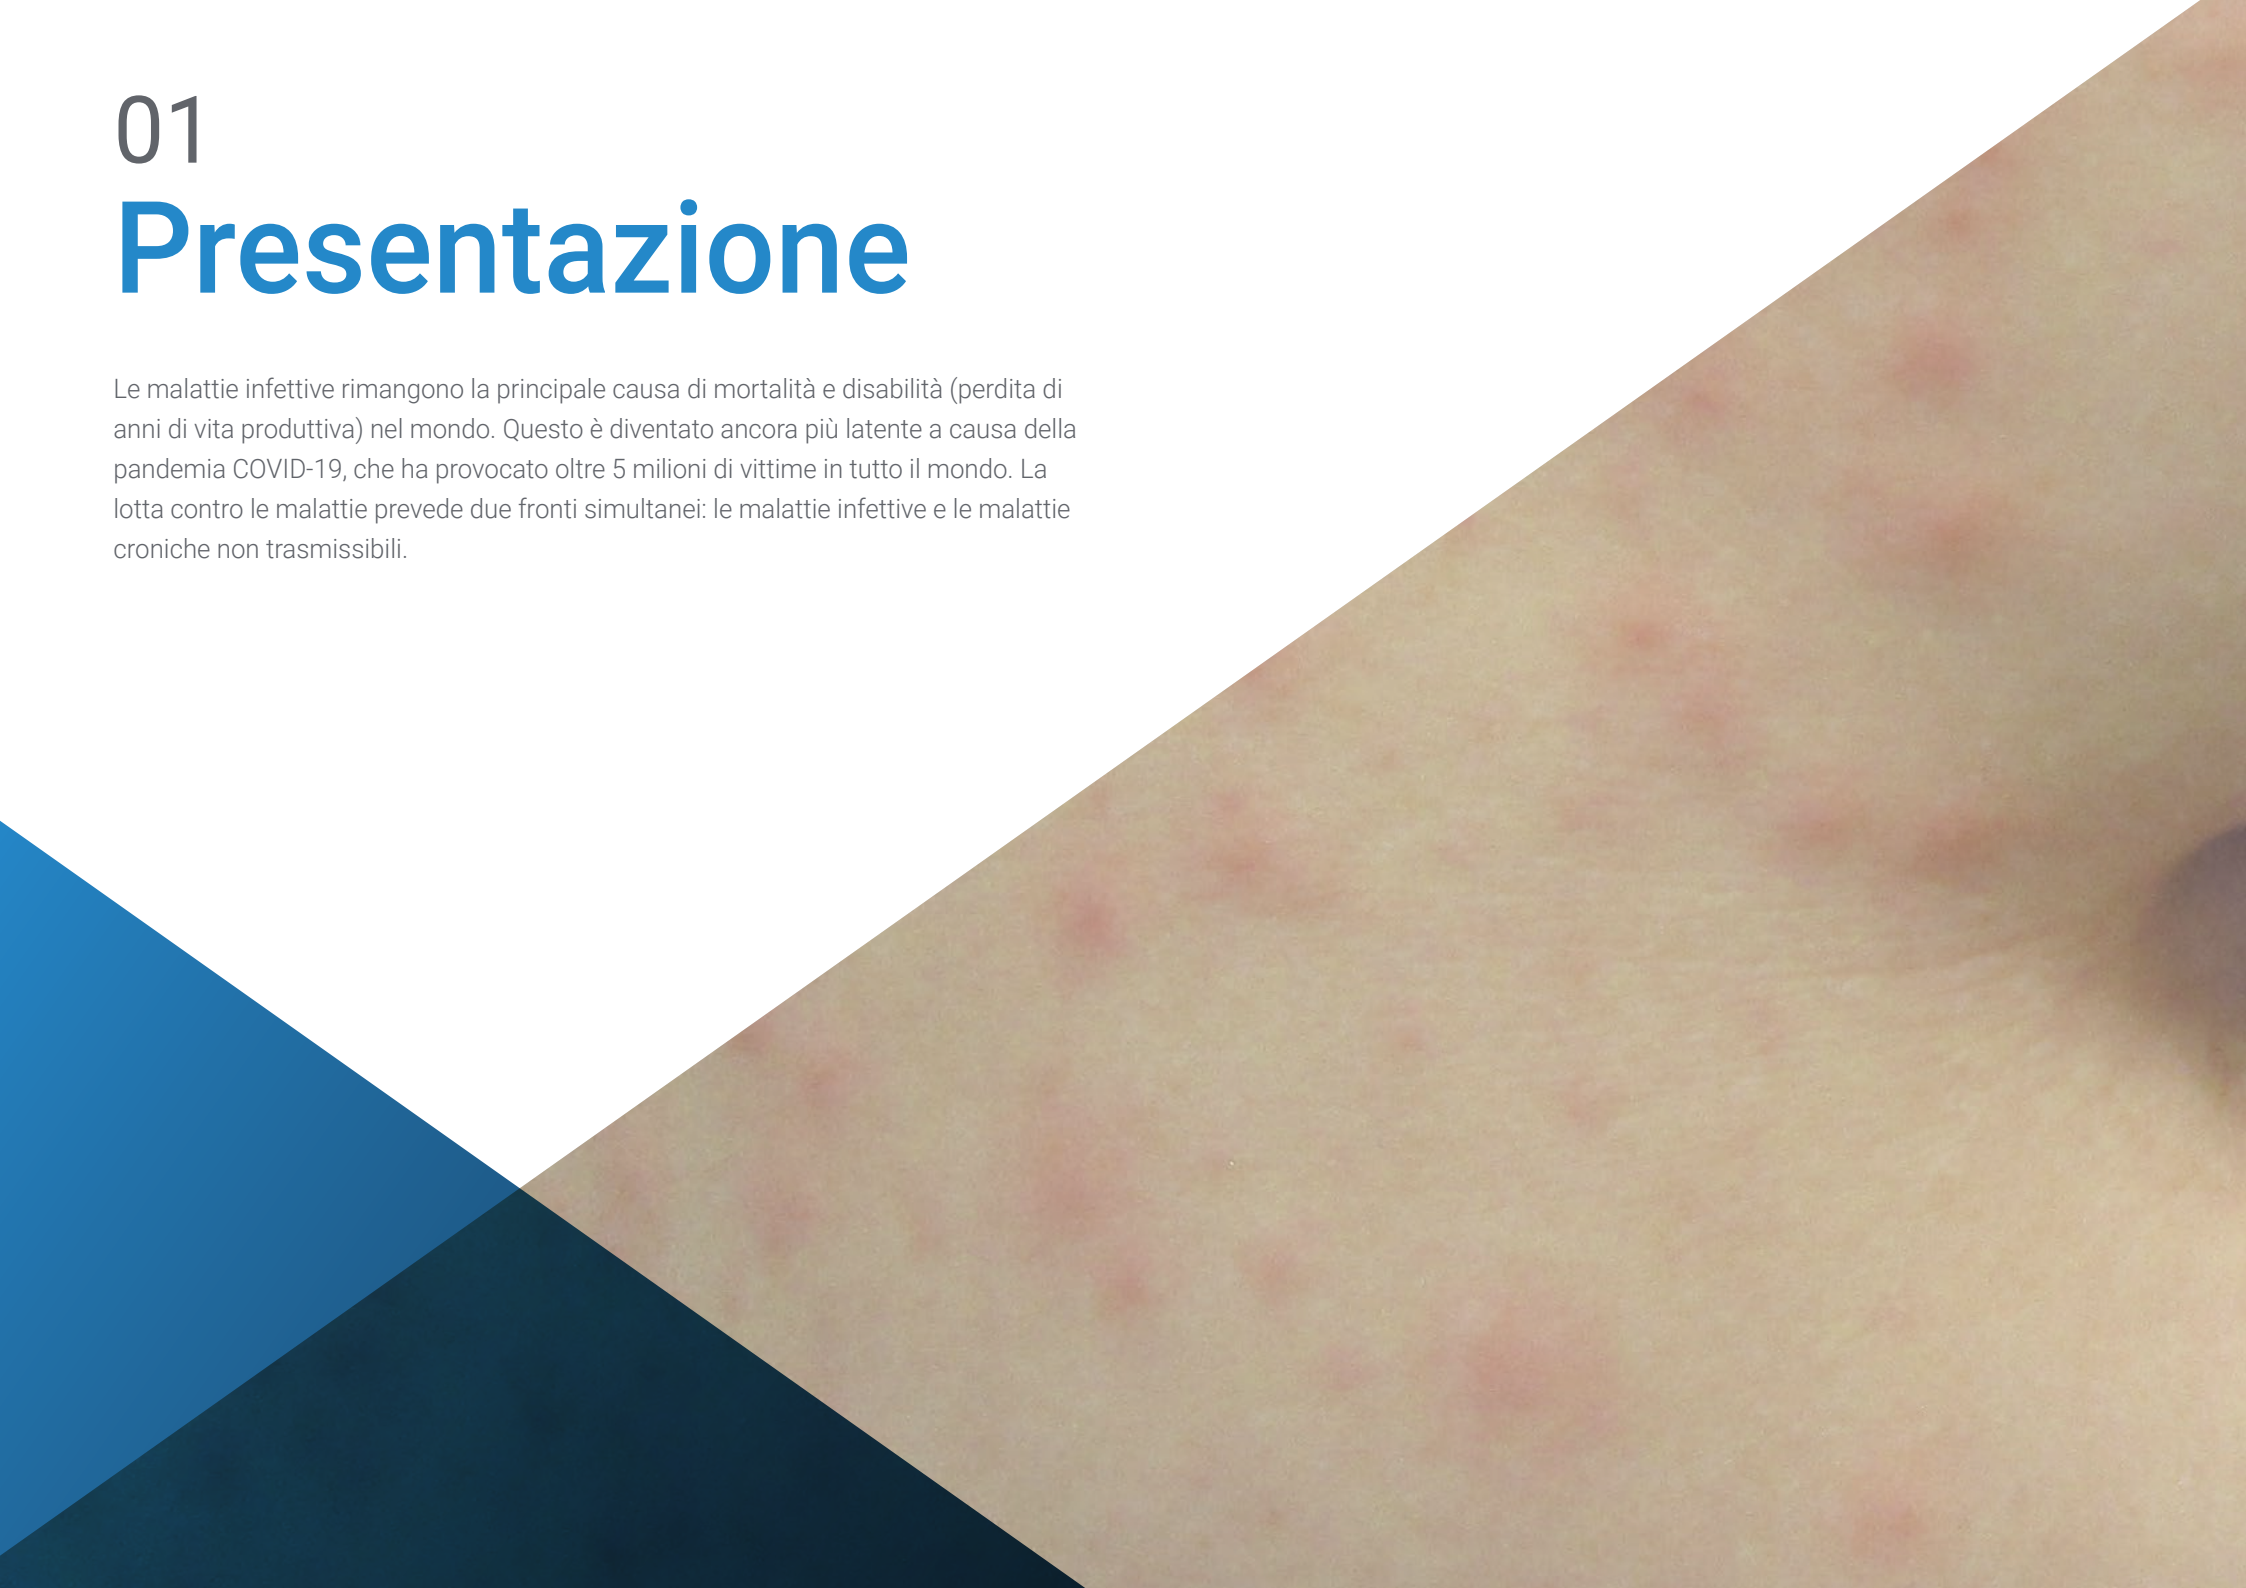 01
Presentazione
Le malattie infettive rimangono la principale causa di mortalità e disabilità (perdita di
anni di vita produttiva) nel mondo. Questo è diventato ancora più latente a causa della
pandemia COVID-19, che ha provocato oltre 5 milioni di vittime in tutto il mondo. La
lotta contro le malattie prevede due fronti simultanei: le malattie infettive e le malattie
croniche non trasmissibili.